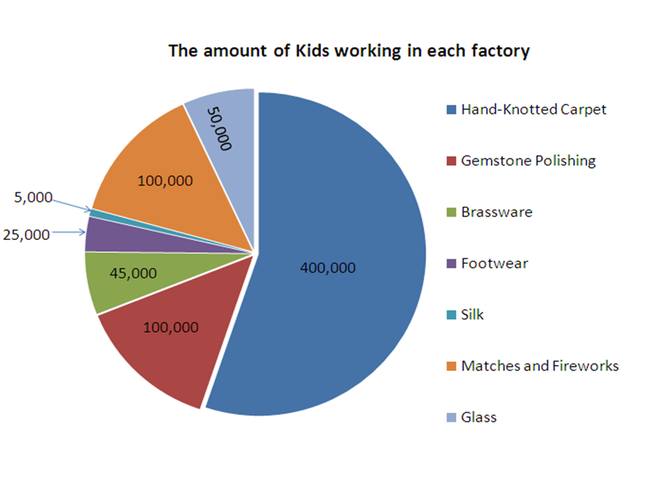 The amount of Kids working in each factory
50,000
100,000
5,000
25,000
45,000
100,000
400,000
Hand-Knotted Carpet
Gemstone Polishing
Brassware
Footwear
Silk
Matches and Fireworks
Glass